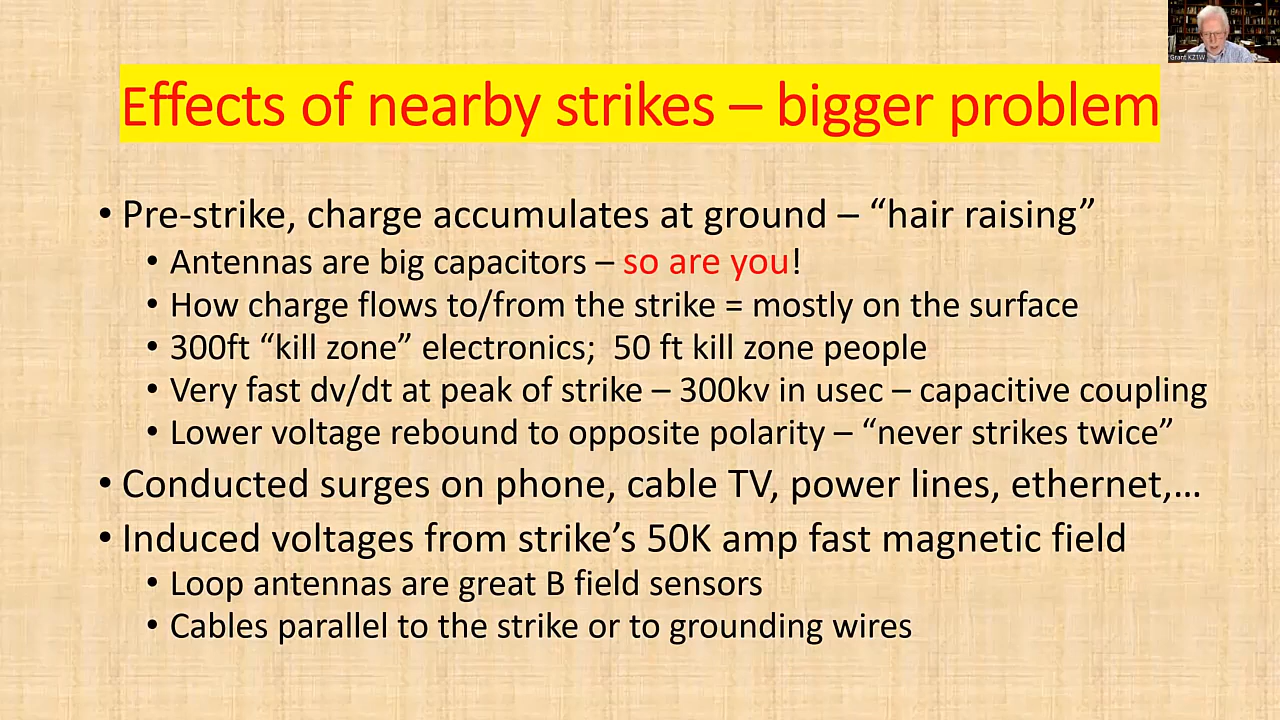 Grant KZ1W
Effects of nearby strikes – bigger problem
• Pre-strike, charge accumulates at ground – “hair raising”
• Antennas are big capacitors – so are you!
• How charge flows to/from the strike = mostly on the surface
• 300ft “kill zone” electronics;  50 ft kill zone people
• Very fast dv/dt at peak of strike – 300kv in usec – capacitive coupling
• Lower voltage rebound to opposite polarity – “never strikes twice”
• Conducted surges on phone, cable TV, power lines, ethernet,…
• Induced voltages from strike’s 50K amp fast magnetic field
• Loop antennas are great B field sensors
• Cables parallel to the strike or to grounding wires